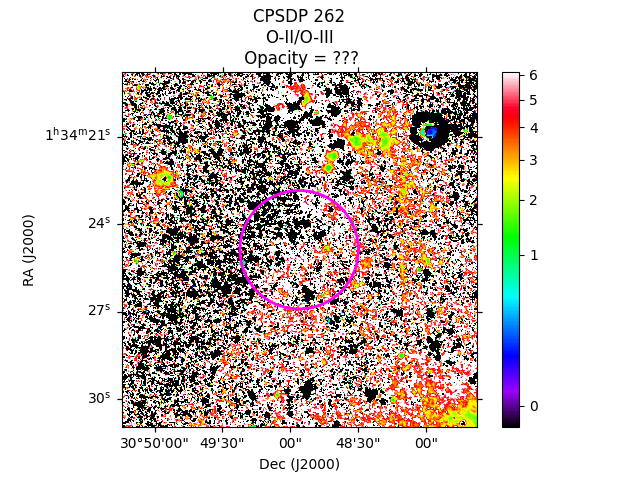 CPSDP 262
O-II/O-III
Opacity = ???
1h34m21s
24s
27s
30s
RA (J2000)
30°50'00" 49'30" 00" 48'30" 00"
Dec (J2000)
6
5
4
3
2
1
0